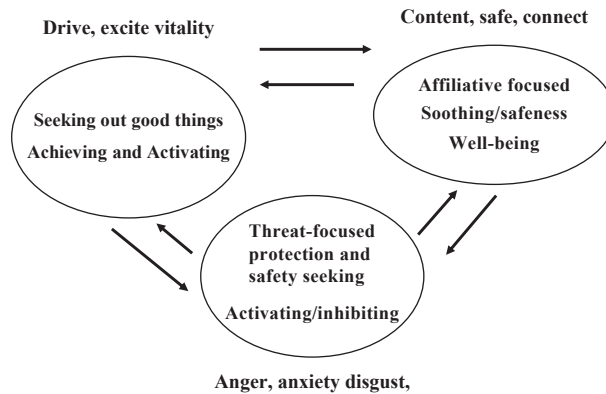 Drive, excite vitality
Content, safe, connect
Seeking out good things
Achieving and Activating
Affiliative focused
Soothing/safeness
Well-being
Threat-focused
protection and
safety seeking
Activating/inhibiting
Anger, anxiety disgust,